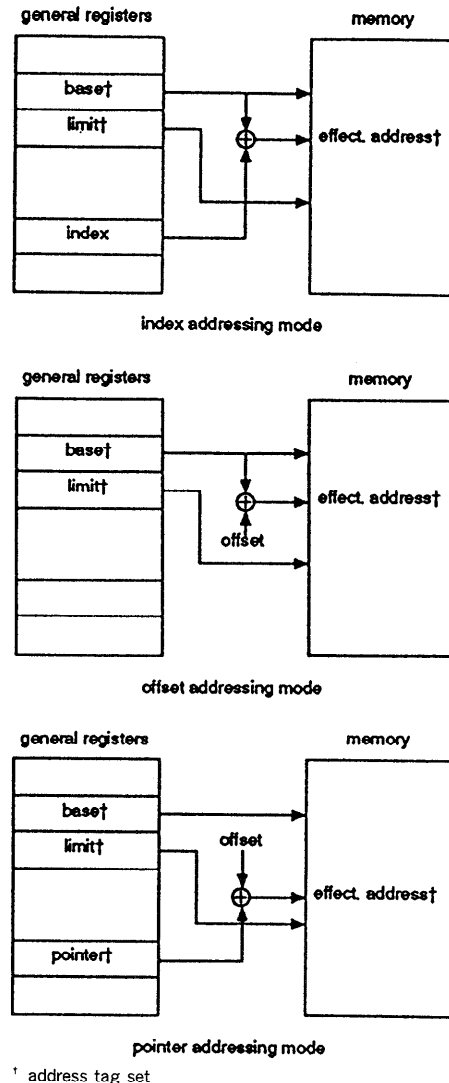 general registers memory
base†
limit†
effect. address†
index
index addressing mode
general registers memory
base†
limit†
effect. address†
offset
offset addressing mode
general registers memory
base†
limit†
offset
effect. address†
pointer†
pointer addressing mode
† address tag set